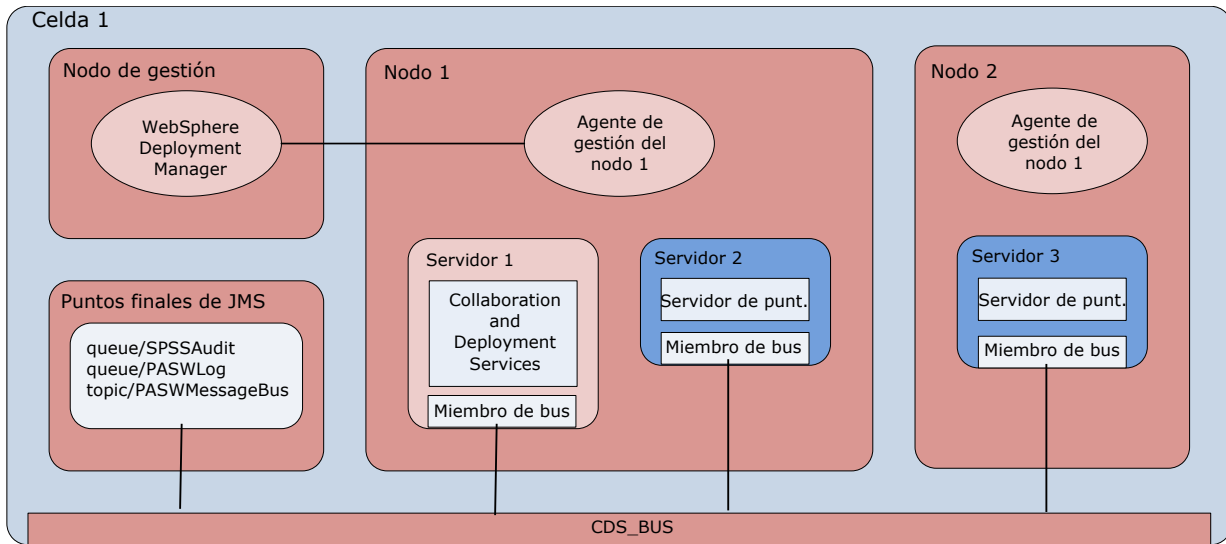 Celda 1
Nodo de gestión
WebSphere
Deployment
Manager
Nodo 1
Agente de
gestión del
nodo 1
Nodo 2
Agente de
gestión del
nodo 1
Puntos finales de JMS
queue/SPSSAudit
queue/PASWLog
topic/PASWMessageBus
Servidor 1
Collaboration
and
Deployment
Services
Miembro de bus
Servidor 2
Servidor de punt.
Miembro de bus
Servidor 3
Servidor de punt.
Miembro de bus
CDS_BUS